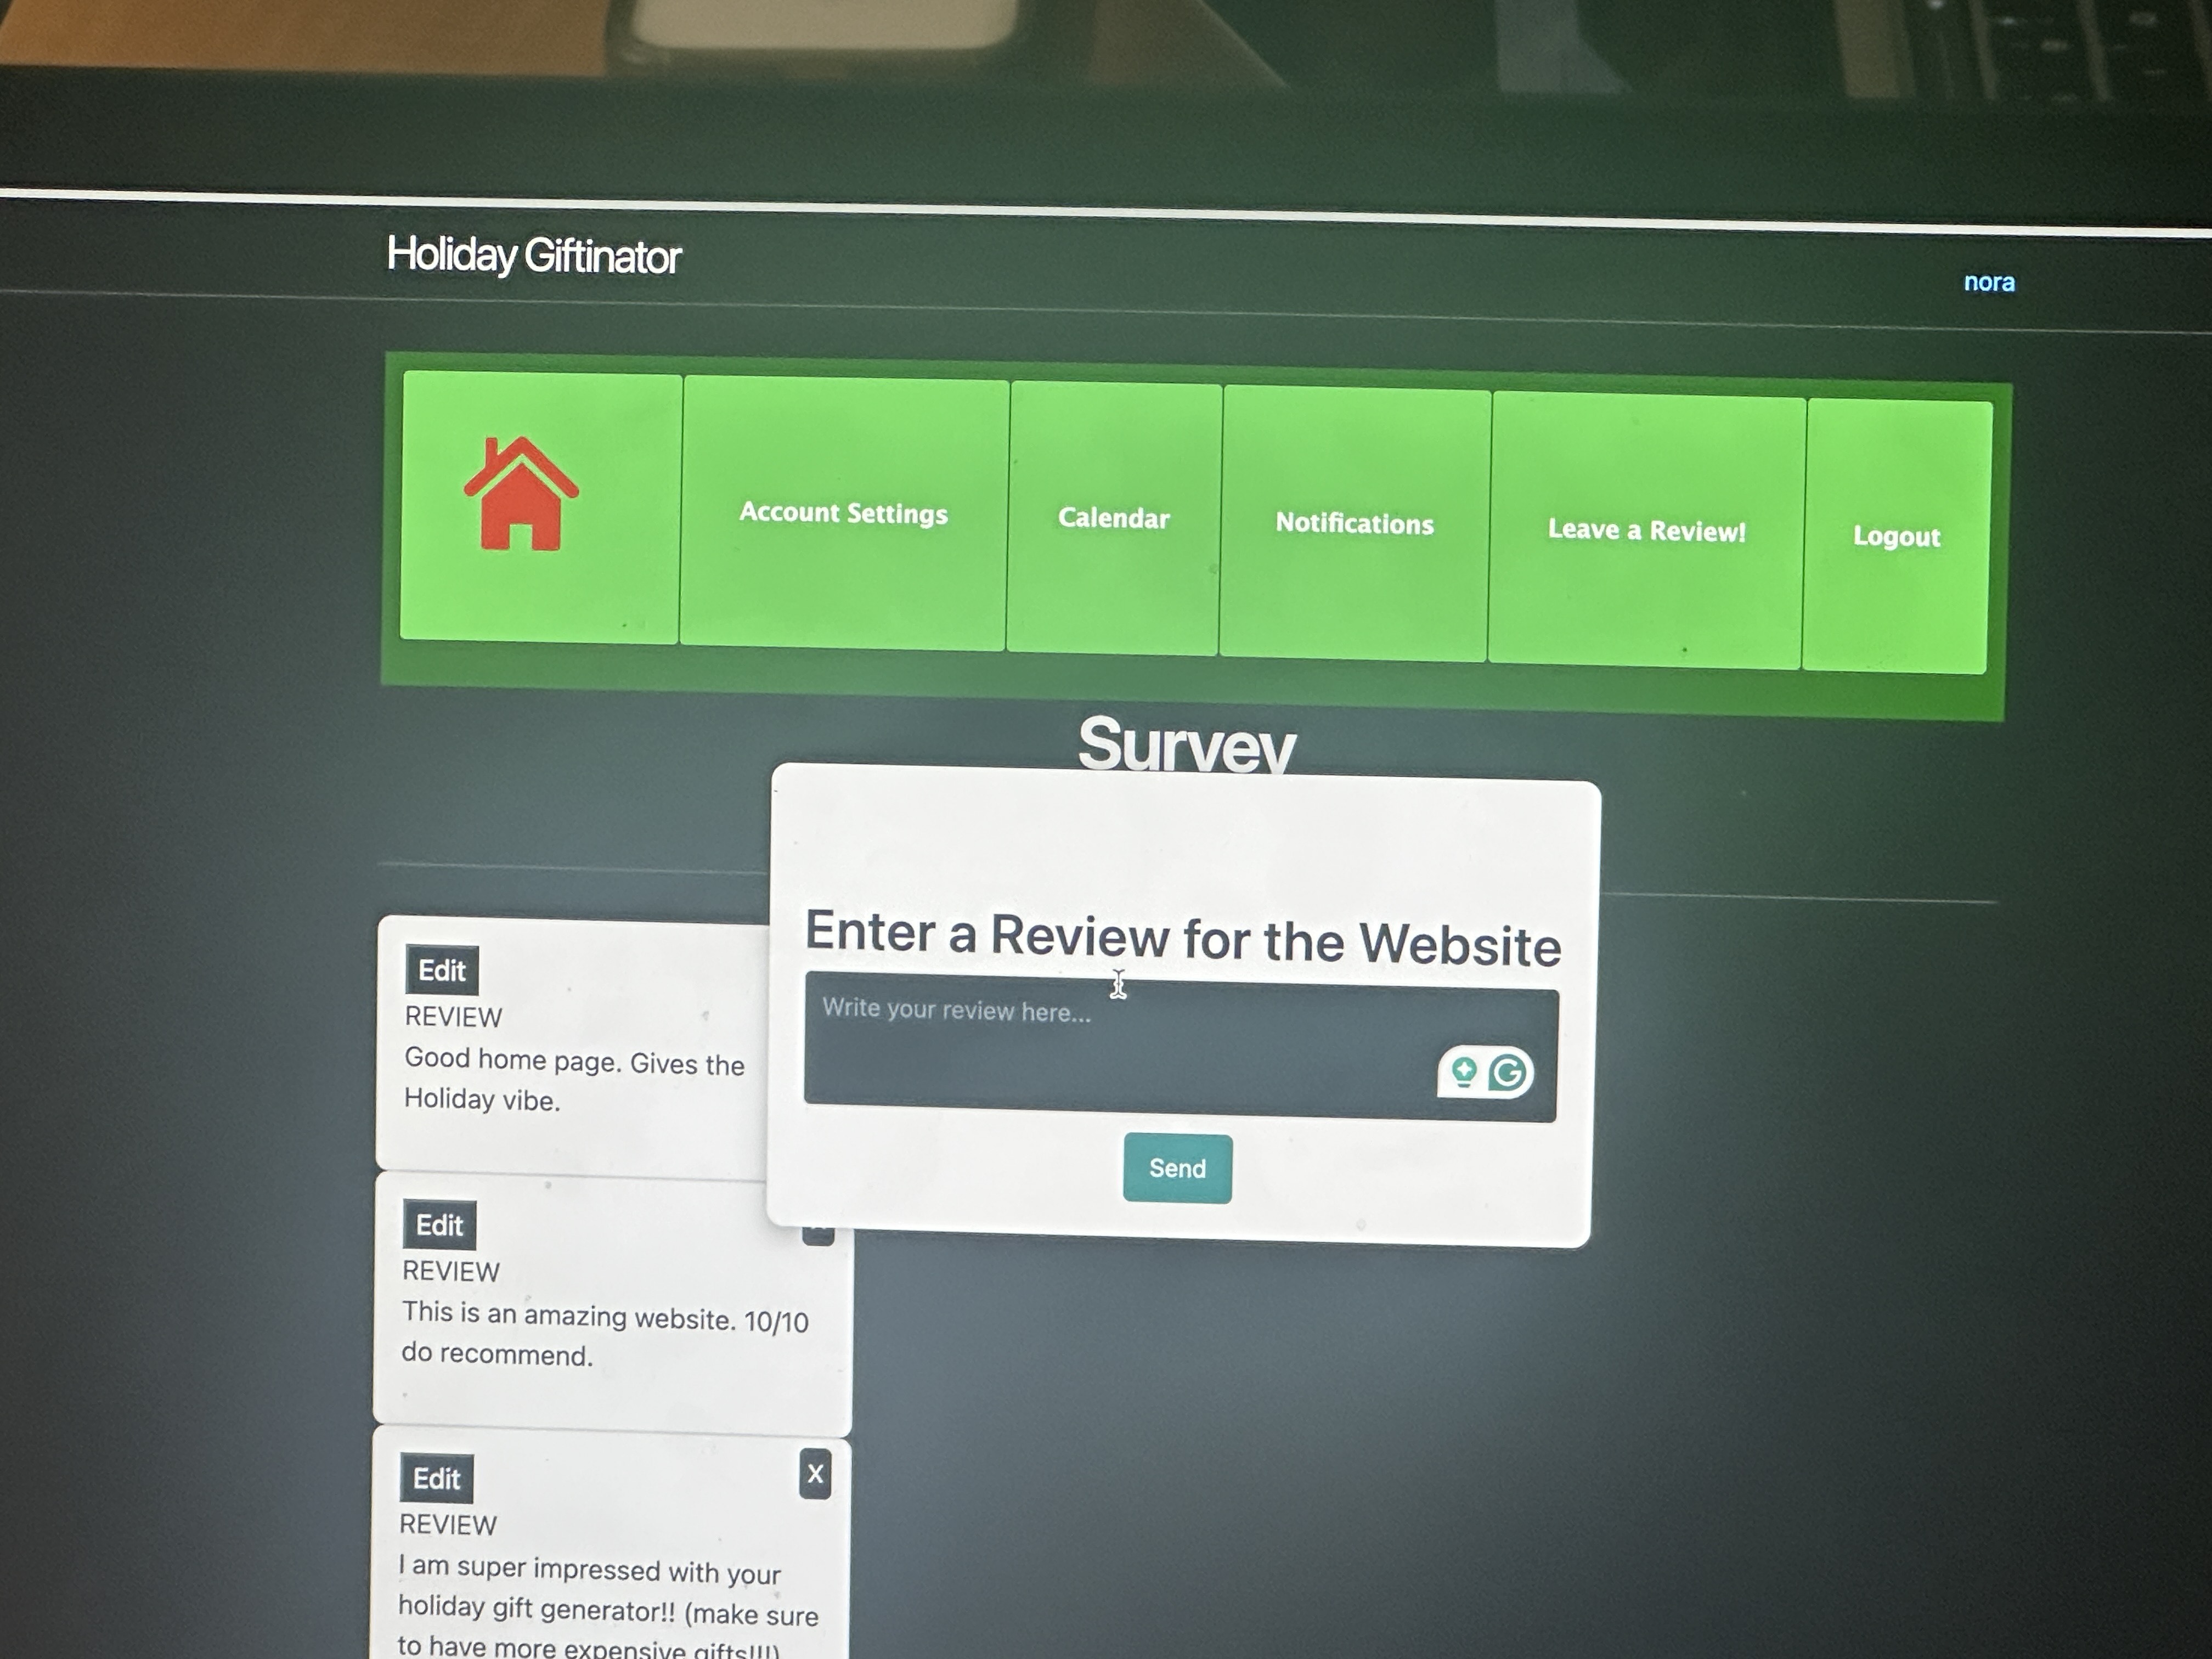 Holiday Giftinator
nora
Account Settings
Calendar
Notifications
Leave a Review!
Logout
Survey
Enter a Review for the Website
Write your review here...
Send
Edit
REVIEW
Good home page. Gives the
Holiday vibe.
Edit
REVIEW
This is an amazing website. 10/10
do recommend.
Edit
X
REVIEW
I am super impressed with your
holiday gift generator!! (make sure
to have more expensive gifts!!!)